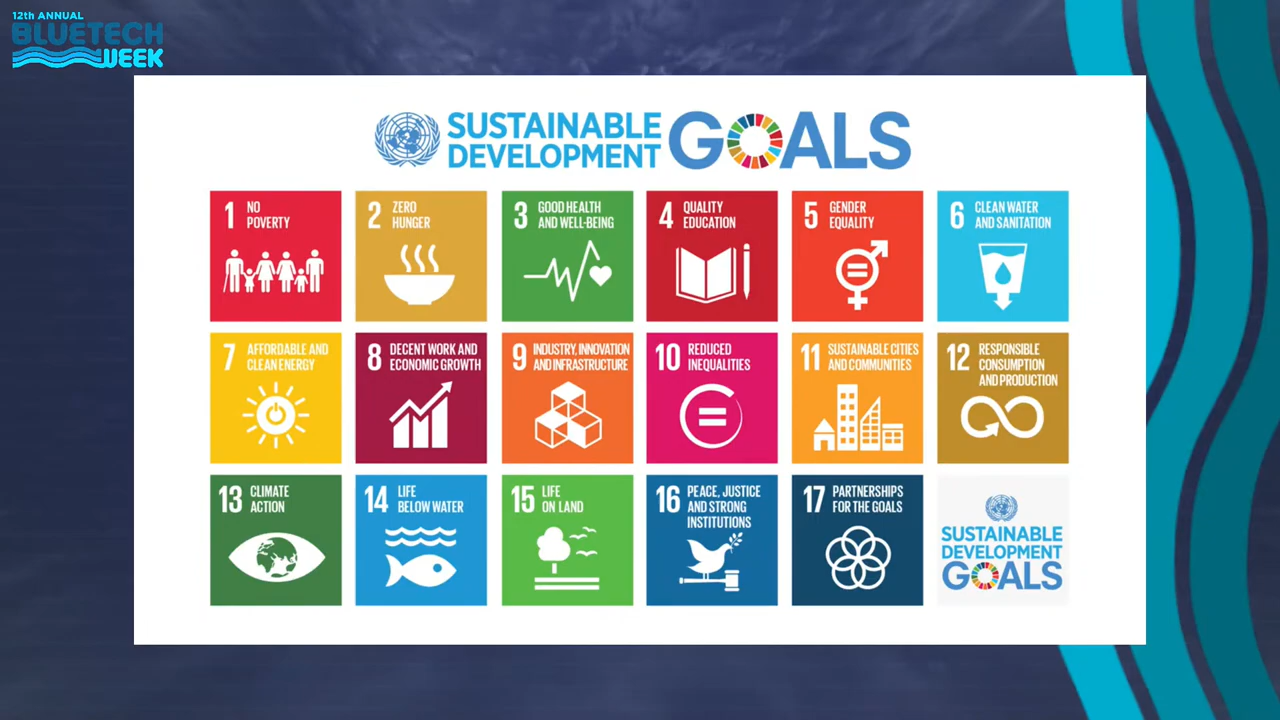 12th ANNUAL
BLUETECH
WEEK
SUSTAINABLE
DEVELOPMENT
GOALS
1 NO
POVERTY
2 ZERO
HUNGER
3 GOOD HEALTH
AND WELL-BEING
4 QUALITY
EDUCATION
5 GENDER
EQUALITY
6 CLEAN WATER
AND SANITATION
7 AFFORDABLE AND
CLEAN ENERGY
8 DECENT WORK AND
ECONOMIC GROWTH
9 INDUSTRY, INNOVATION
AND INFRASTRUCTURE
10 REDUCED
INEQUALITIES
11 SUSTAINABLE CITIES
AND COMMUNITIES
12 RESPONSIBLE
CONSUMPTION
AND PRODUCTION
13 CLIMATE
ACTION
14 LIFE
BELOW WATER
15 LIFE
ON LAND
16 PEACE, JUSTICE
AND STRONG
INSTITUTIONS
17 PARTNERSHIPS
FOR THE GOALS
SUSTAINABLE
DEVELOPMENT
GOALS